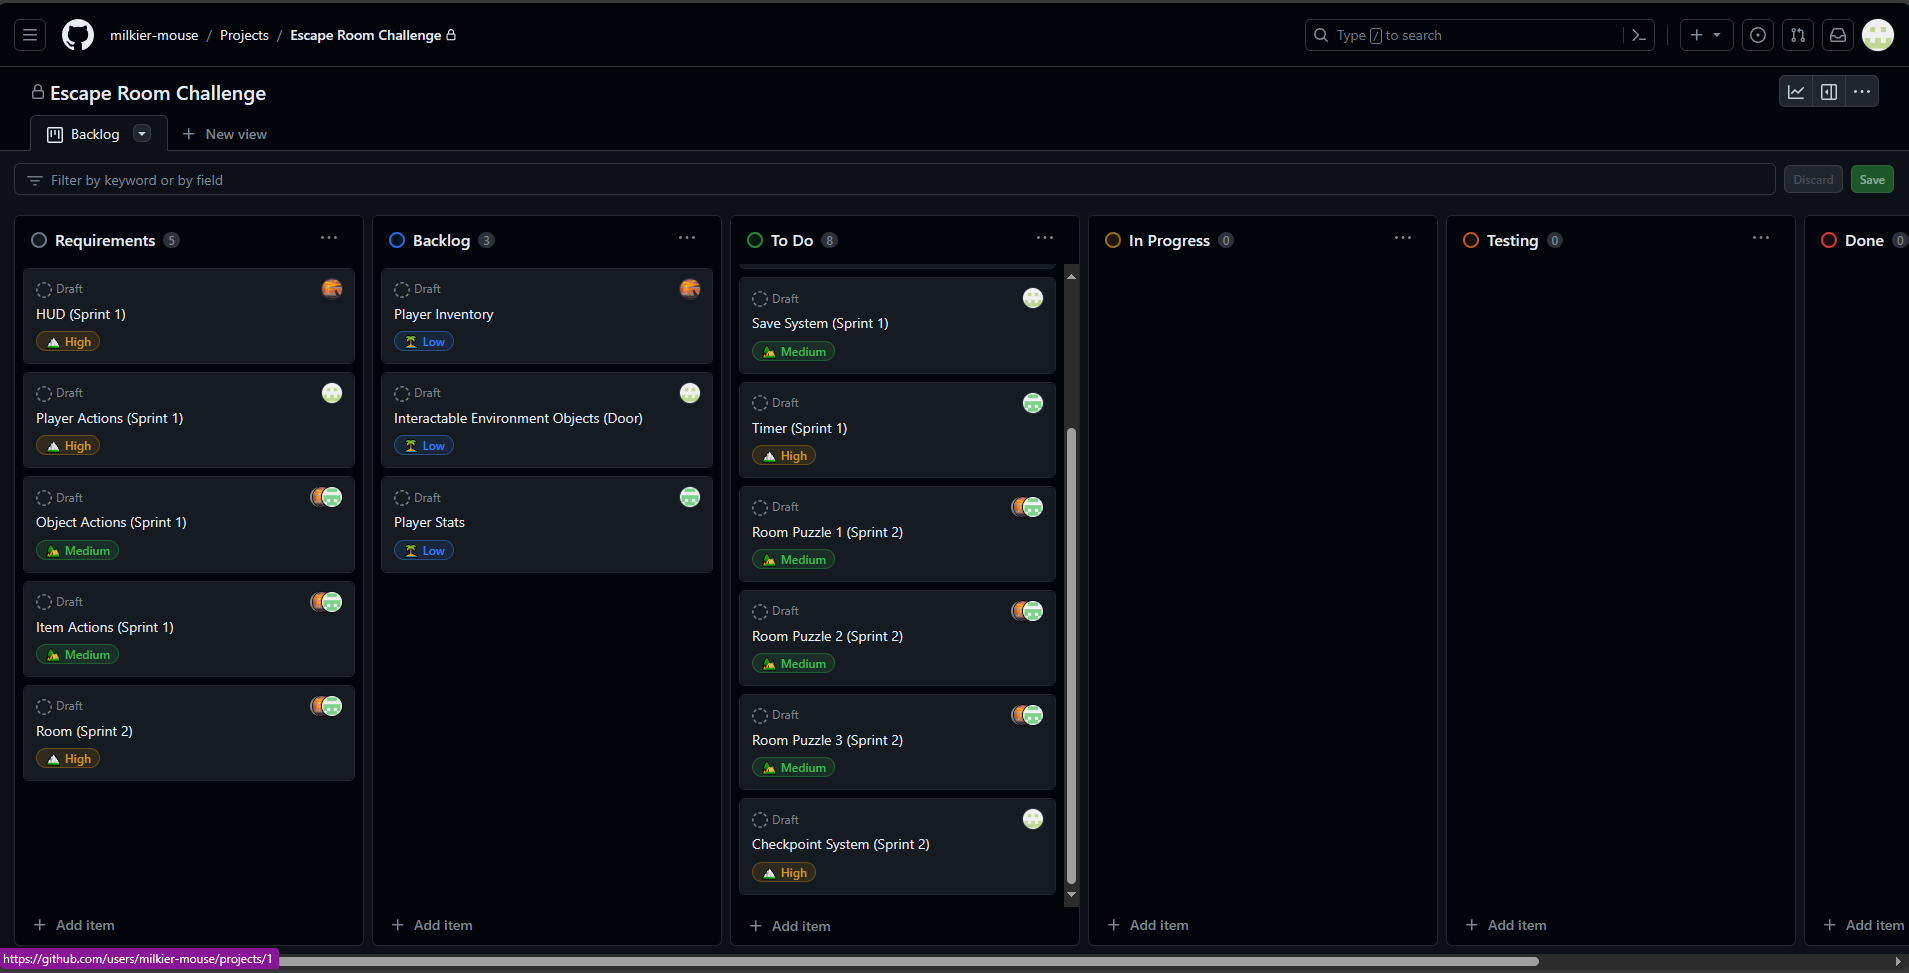 milkier-mouse / Projects / Escape Room Challenge
Type / to search
Escape Room Challenge
Backlog
New view
Filter by keyword or by field
Discard
Save
Requirements 5
Draft
HUD (Sprint 1)
High
Draft
Player Actions (Sprint 1)
High
Draft
Object Actions (Sprint 1)
Medium
Draft
Item Actions (Sprint 1)
Medium
Draft
Room (Sprint 2)
High
Add item
Backlog 3
Draft
Player Inventory
Low
Draft
Interactable Environment Objects (Door)
Low
Draft
Player Stats
Low
Add item
To Do 8
Draft
Save System (Sprint 1)
Medium
Draft
Timer (Sprint 1)
High
Draft
Room Puzzle 1 (Sprint 2)
Medium
Draft
Room Puzzle 2 (Sprint 2)
Medium
Draft
Room Puzzle 3 (Sprint 2)
Medium
Draft
Checkpoint System (Sprint 2)
High
Add item
In Progress 0
Add item
Testing 0
Add item
Done 0
Add item
https://github.com/users/milkier-mouse/projects/1